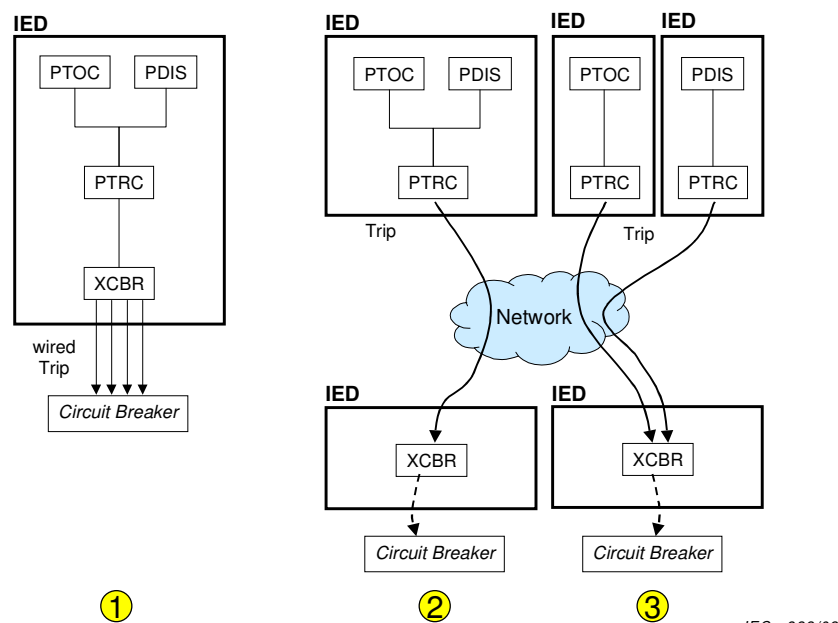 IED
PTOC
PDIS
PTRC
XCBR
wired
Trip
Circuit Breaker
1
IED
PTOC
PDIS
PTRC
Trip
IED
PTOC
PTRC
IED
PDIS
PTRC
Trip
Network
IED
XCBR
Circuit Breaker
2
IED
XCBR
Circuit Breaker
3